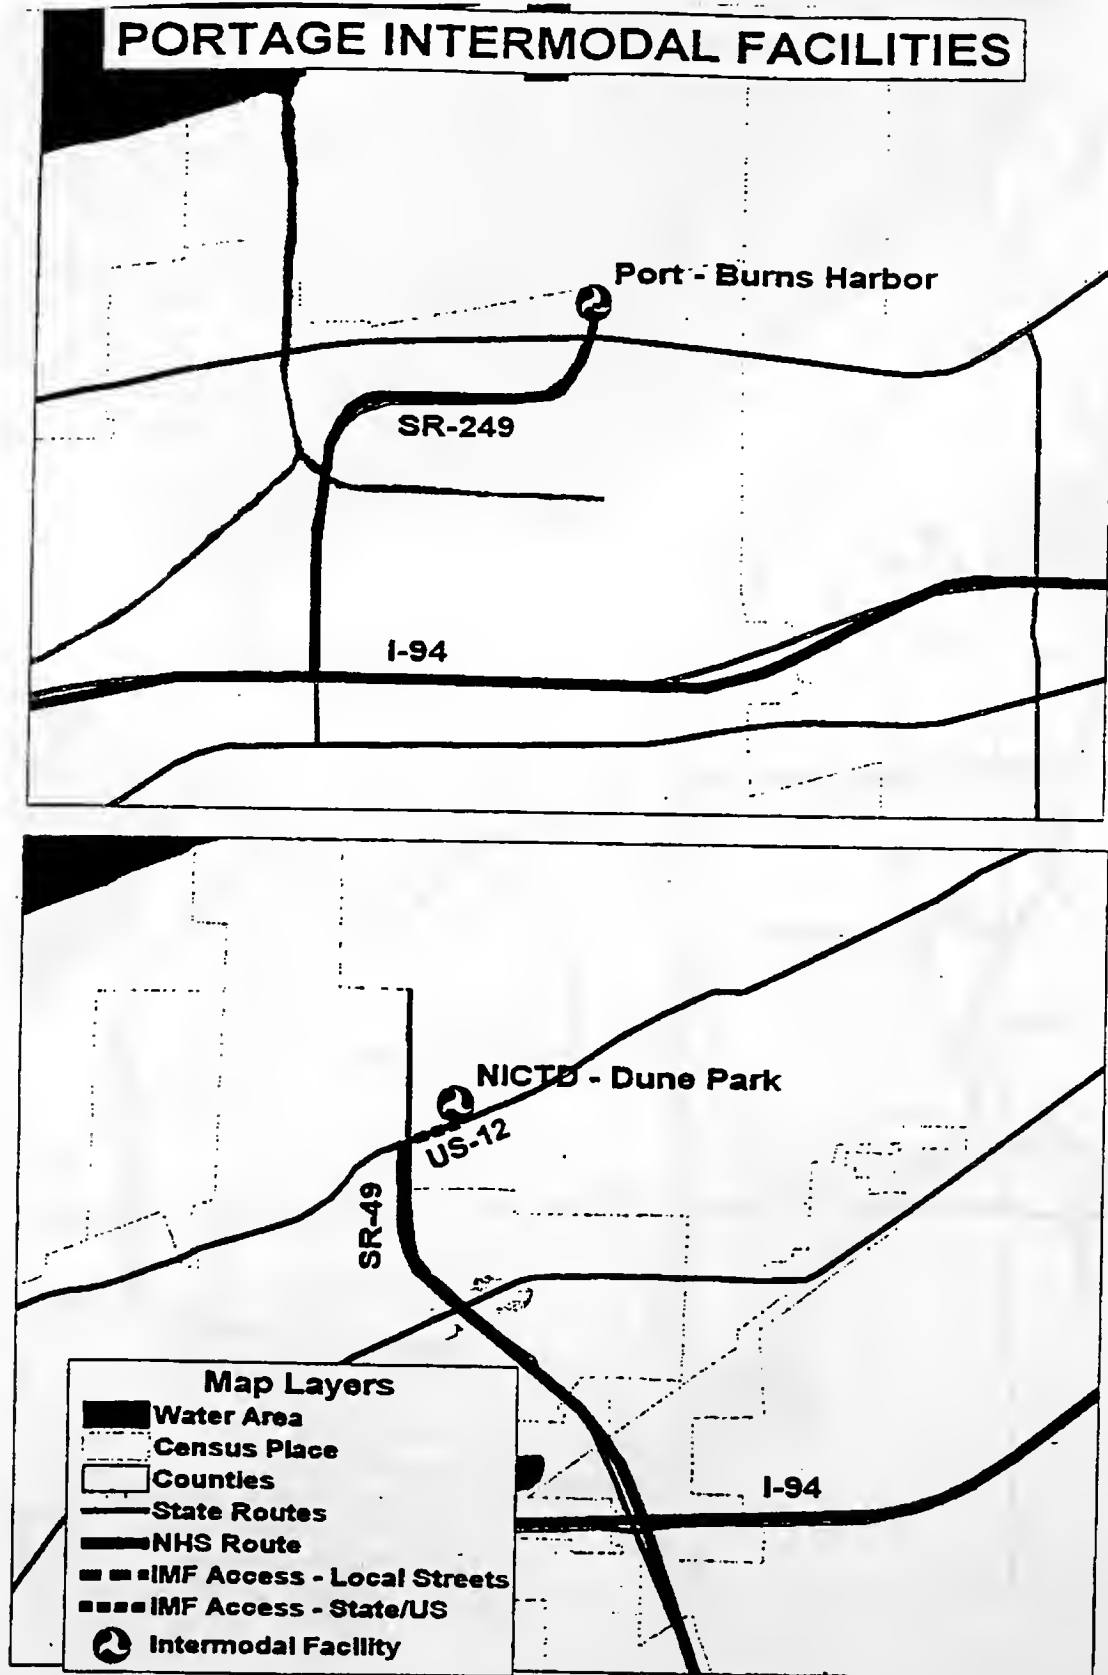 PORTAGE INTERMODAL FACILITIES
Port - Burns Harbor
SR-249
I-94
NICTD - Dune Park
US-12
SR-49
I-94
Map Layers
Water Area
Census Place
Counties
State Routes
NHS Route
IMF Access - Local Streets
IMF Access - State/US
Intermodal Facility